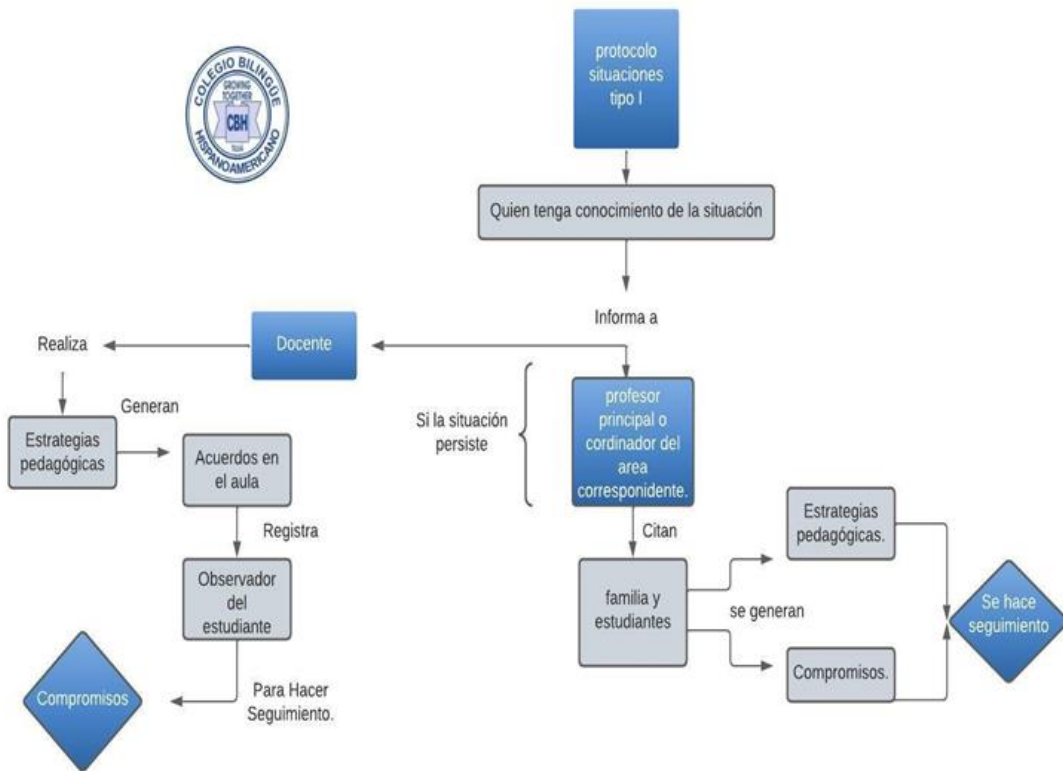 COLEGIO BILINGÜE
HISPANOAMERICANO
GROWING
TOGETHER
CBH
protocolo
situaciones
tipo I
Quien tenga conocimiento de la situación
Informa a
Realiza
Docente
Generan
Estrategias
pedagógicas
Acuerdos en
el aula
Registra
Observador
del
estudiante
Para Hacer
Seguimiento.
Compromisos
Si la situación
persiste
profesor
principal o
cordinador del
area
correspondiente.
Citan
familia y
estudiantes
se generan
Estrategias
pedagógicas.
Compromisos.
Se hace
seguimiento